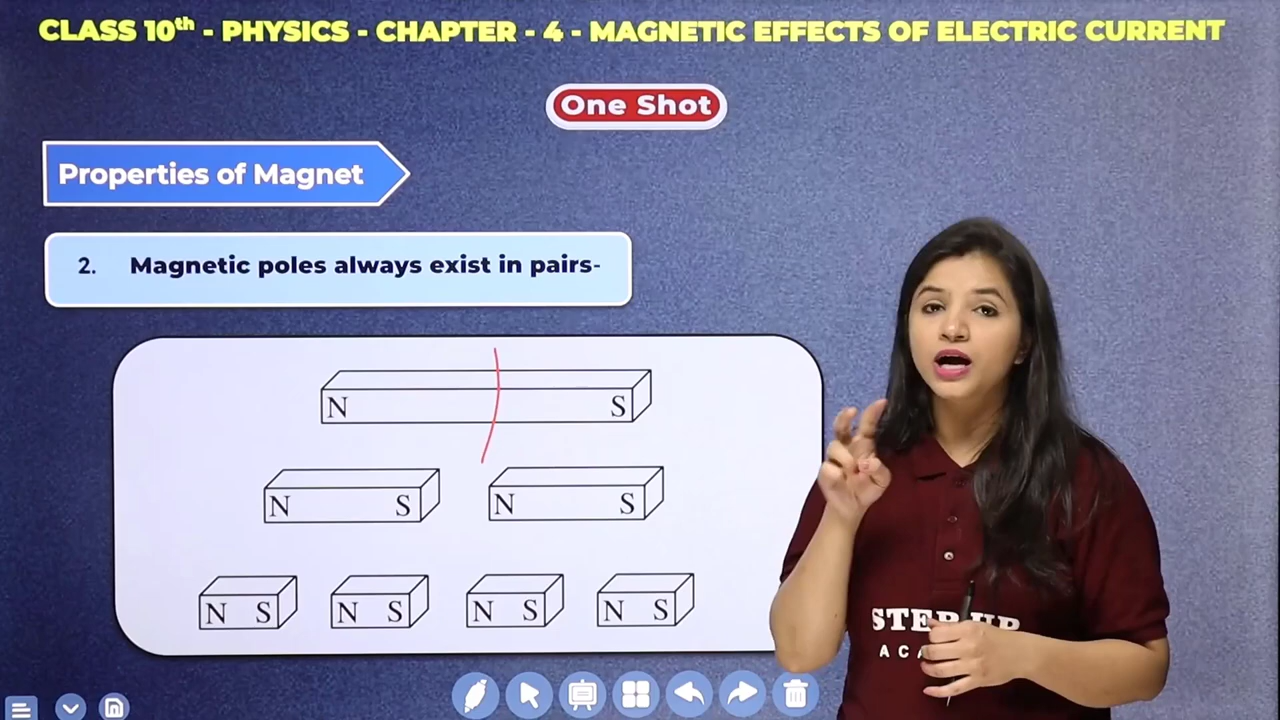 CLASS 10th - PHYSICS - CHAPTER - 4 - MAGNETIC EFFECTS OF ELECTRIC CURRENT
One Shot
Properties of Magnet
2. Magnetic poles always exist in pairs-
N S
N S N S
N S N S N S N S
STEP UP
ACA